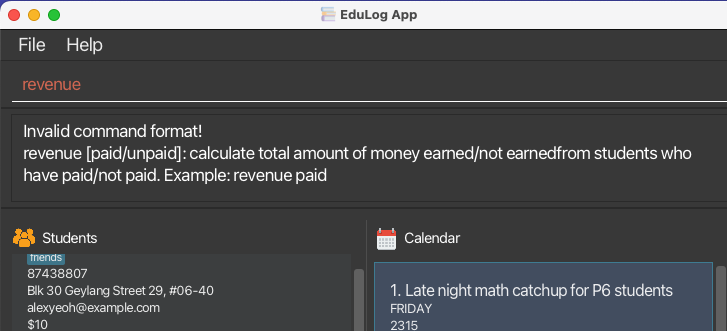 EduLog App
File Help
revenue
Invalid command format!
revenue [paid/unpaid]: calculate total amount of money earned/not earnedfrom students who
have paid/not paid. Example: revenue paid
Students
Calendar
friends
87438807
Blk 30 Geylang Street 29, #06-40
alexyeoh@example.com
$10
1. Late night math catchup for P6 students
FRIDAY
2315